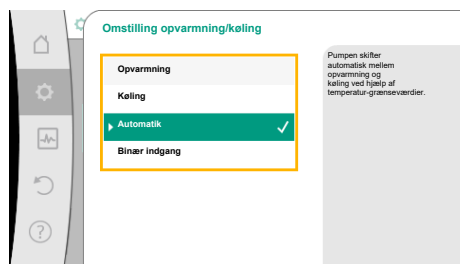 Omstilling opvarmning/køling
Opvarmning
Køling
Automatik
Binær indgang
Pumpen skifter
automatisk mellem
opvarmning og
køling ved hjælp af
temperatur-grænseværdier.